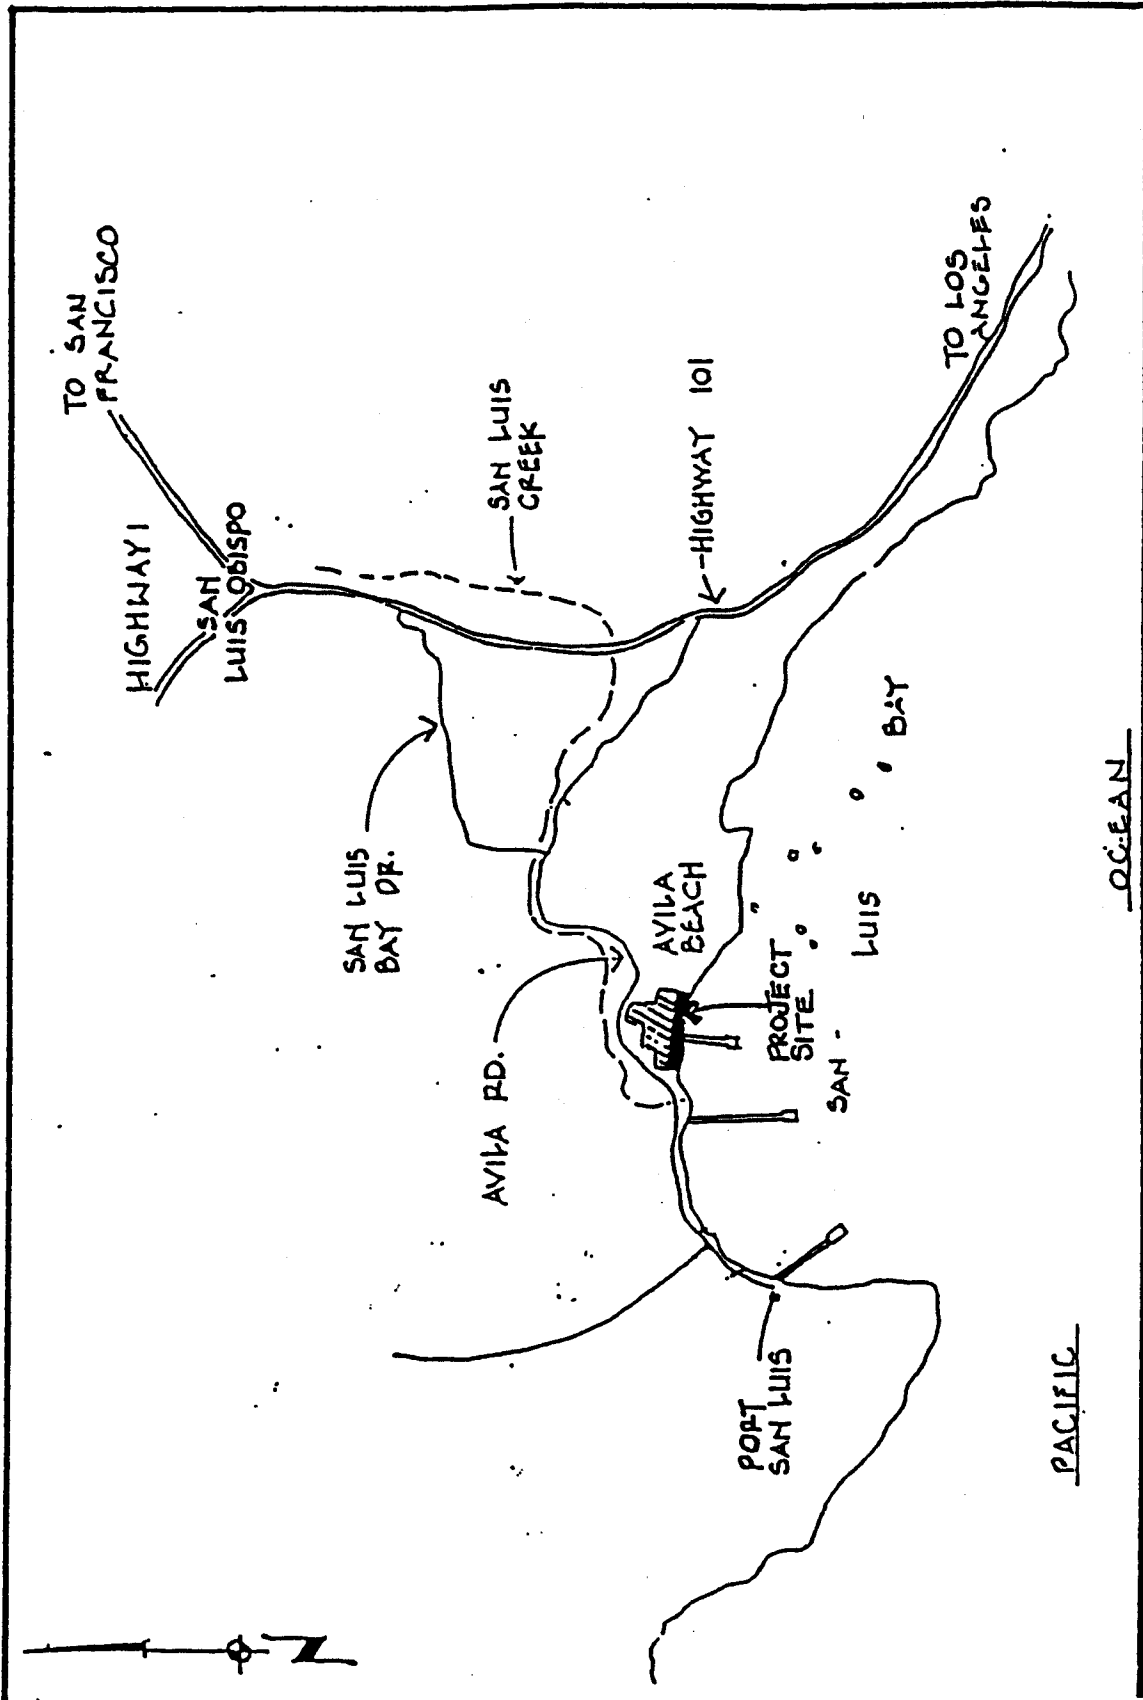 TO SAN
FRANCISCO
HIGHWAY 1
SAN
LUIS OBISPO
SAN LUIS
CREEK
SAN LUIS
BAY DR.
HIGHWAY 101
TO LOS
ANGELES
AVILA RD.
AVILA
BEACH
PROJECT
SITE
SAN LUIS BAY
PORT
SAN LUIS
PACIFIC OCEAN
N